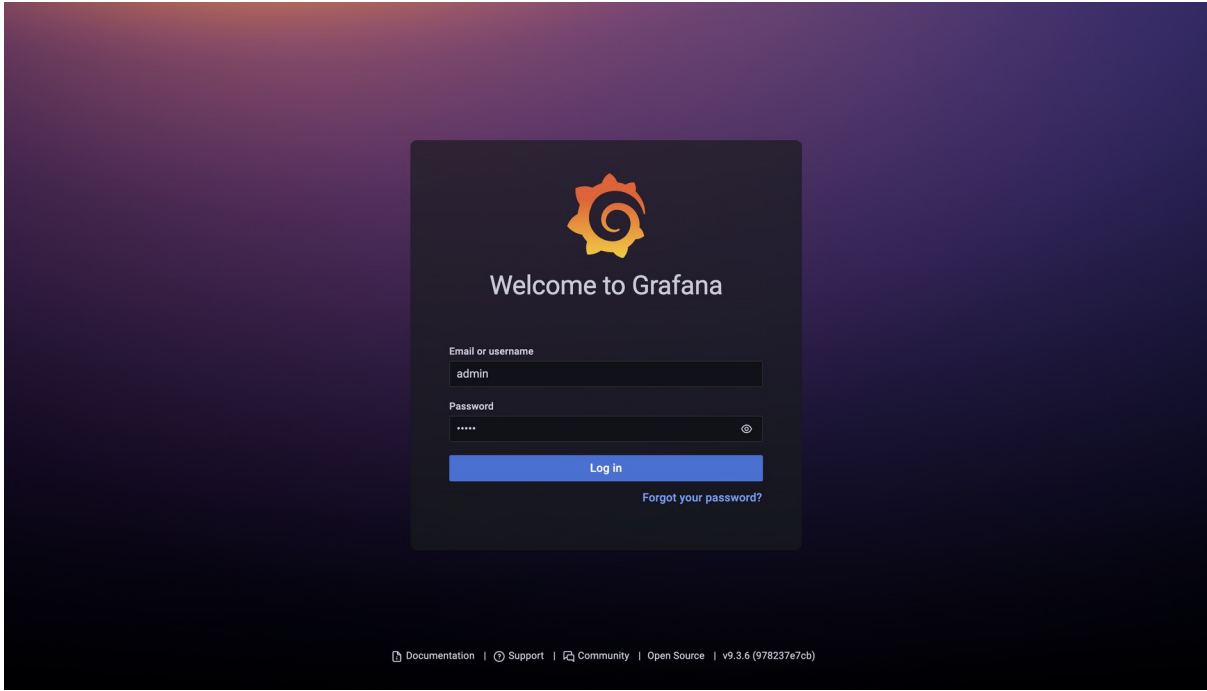 Welcome to Grafana
Email or username
admin
Password
•••••
Log in
Forgot your password?
Documentation | Support | Community | Open Source | v9.3.6 (978237e7cb)